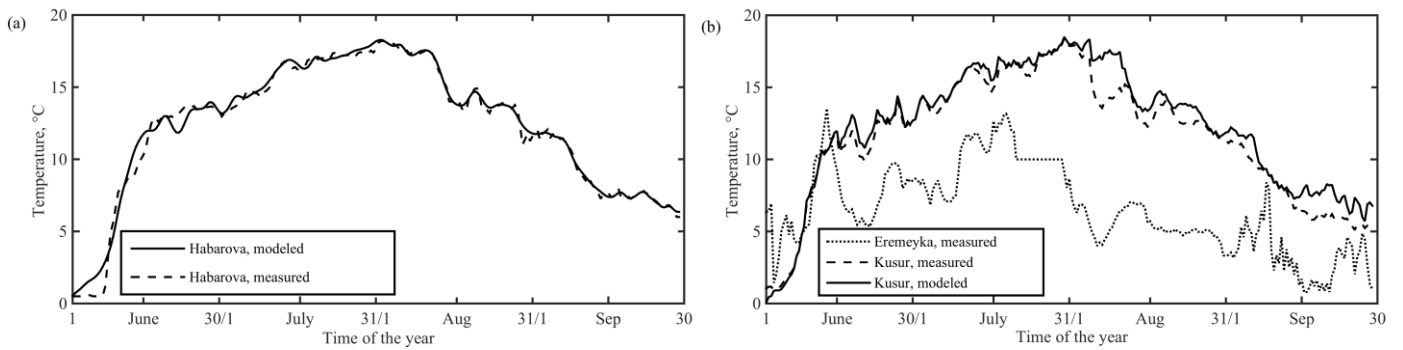 (a)
20
15
10
5
0
Temperature, °C
Habarova, modeled
Habarova, measured
1 June 30/1 July 31/1 Aug 31/1 Sep 30
Time of the year
(b)
20
15
10
5
0
Temperature, °C
Eremeyka, measured
Kusur, measured
Kusur, modeled
1 June 30/1 July 31/1 Aug 31/1 Sep 30
Time of the year